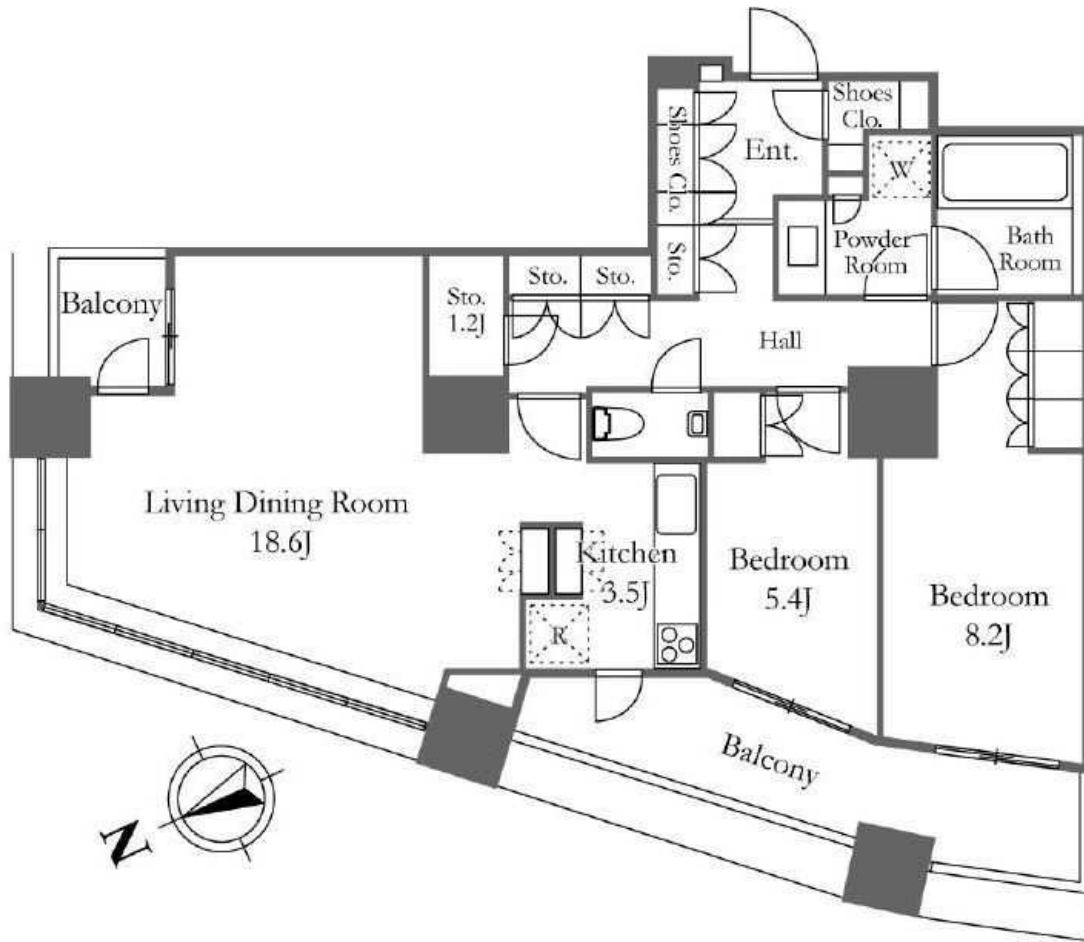 Shoes
Clo.
Shoes Clo.
Ent.
W
Sto.
Powder
Room
Bath
Room
Balcony
Sto.
1.2J
Sto.
Sto.
Hall
Living Dining Room
18.6J
Kitchen
3.5J
R
Bedroom
5.4J
Bedroom
8.2J
Balcony
N